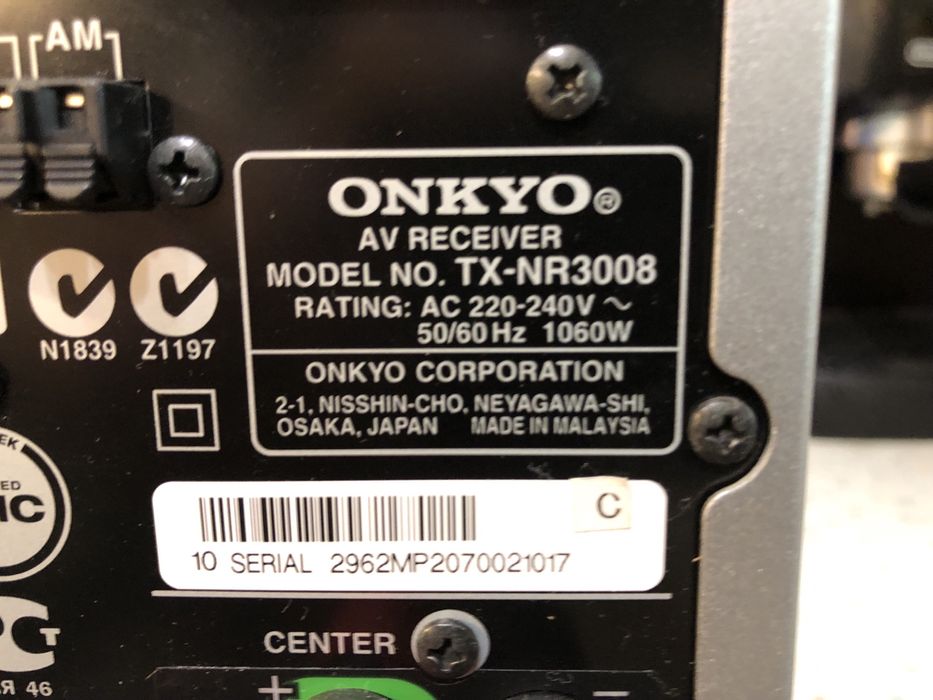 AM
ONKYO®
AV RECEIVER
MODEL NO. TX-NR3008
RATING: AC 220-240V ~
50/60 Hz 1060W
N1839 Z1197
ONKYO CORPORATION
2-1, NISSHIN-CHO, NEYAGAWA-SHI,
OSAKA, JAPAN MADE IN MALAYSIA
C
10 SERIAL 2962MP2070021017
CENTER
+ −
46